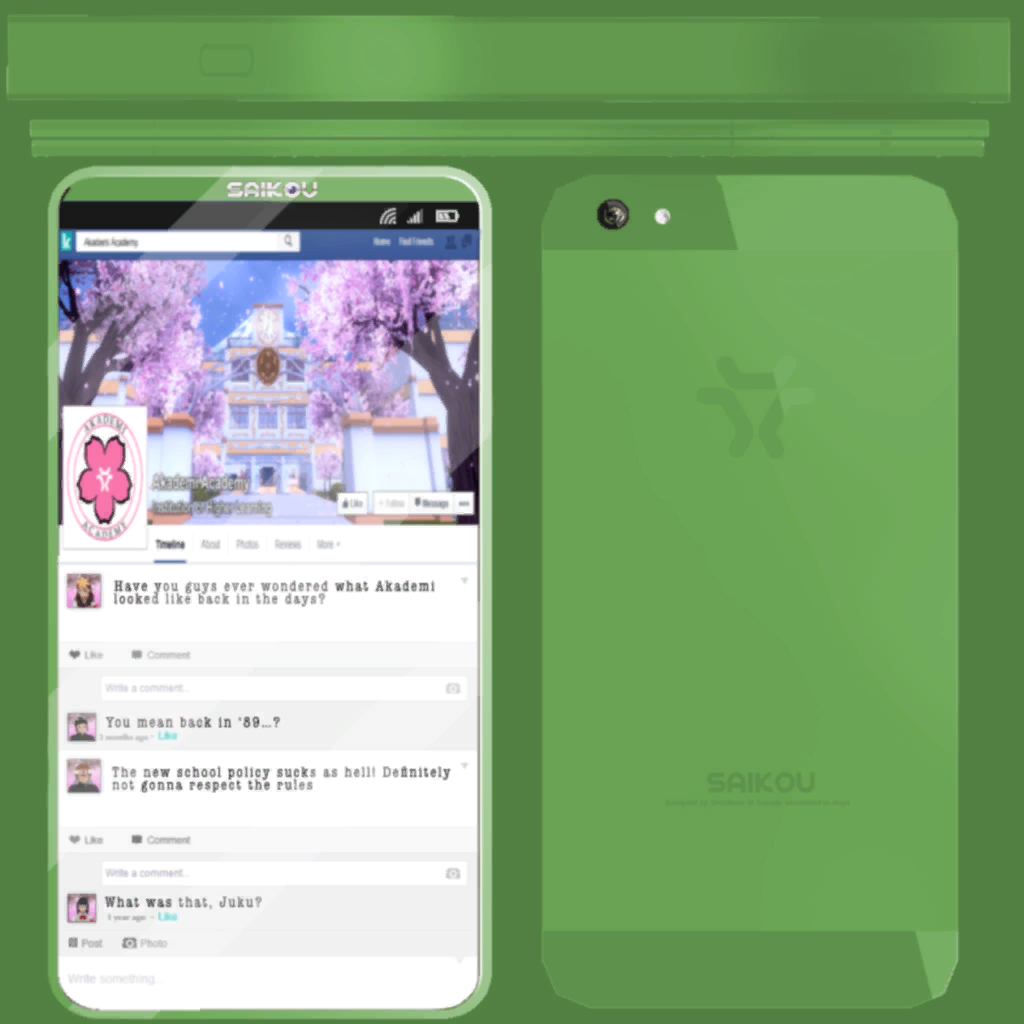 SAIKOU
k
Akademi Academy
Home Find Friends
AKADEMI
ACADEMY
Akademi Academy
Institution of Higher Learning
Like + Follow Message •••
Timeline About Photos Reviews More
Have you guys ever wondered what Akademi
looked like back in the days?
Like Comment
Write a comment...
You mean back in '89...?
3 months ago - Like
The new school policy sucks as hell! Definitely
not gonna respect the rules
Like Comment
Write a comment...
What was that, Juku?
1 year ago - Like
Post Photo
Write something...
SAIKOU